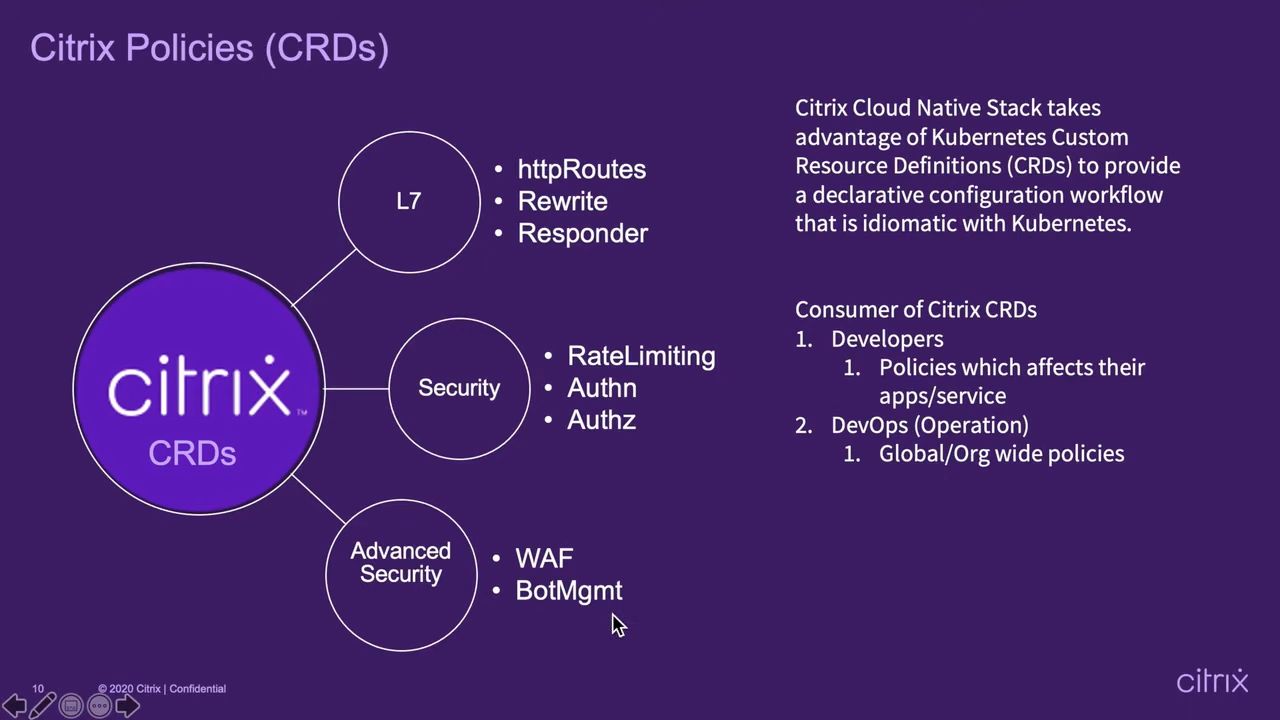 Citrix Policies (CRDs)
L7
• httpRoutes
• Rewrite
• Responder
citrix™
CRDs
Security
• RateLimiting
• Authn
• Authz
Advanced
Security
• WAF
• BotMgmt
Citrix Cloud Native Stack takes
advantage of Kubernetes Custom
Resource Definitions (CRDs) to provide
a declarative configuration workflow
that is idiomatic with Kubernetes.
Consumer of Citrix CRDs
1. Developers
1. Policies which affects their
apps/service
2. DevOps (Operation)
1. Global/Org wide policies
10
© 2020 Citrix | Confidential
citrix